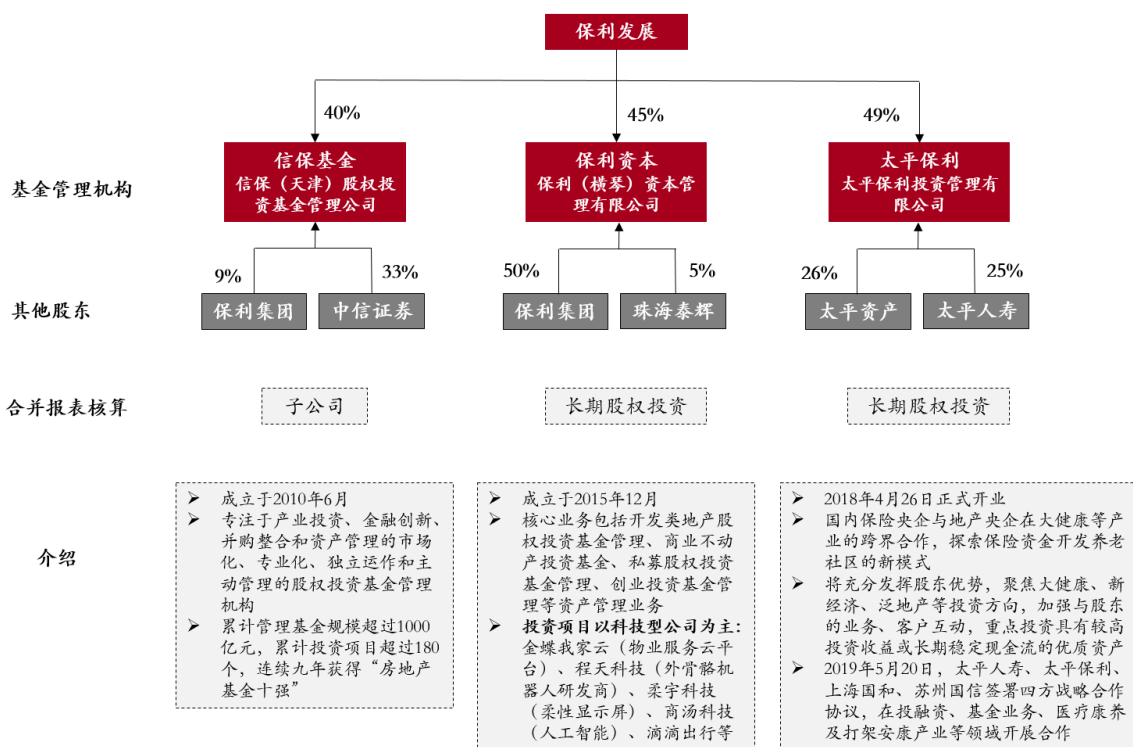 保利发展
40%
45%
49%
基金管理机构
信保基金
信保（天津）股权投
资基金管理公司
保利资本
保利（横琴）资本管
理有限公司
太平保利
太平保利投资管理有
限公司
9%
33%
50%
5%
26%
25%
其他股东
保利集团
中信证券
保利集团
珠海泰辉
太平资产
太平人寿
合并报表核算
子公司
长期股权投资
长期股权投资
介绍
➢ 成立于2010年6月
➢ 专注于产业投资、金融创新、
并购整合和资产管理的市场
化、专业化、独立运作和主
动管理的股权投资基金管理
机构
➢ 累计管理基金规模超过1000
亿元，累计投资项目超过180
个，连续九年获得“房地产
基金十强”
➢ 成立于2015年12月
➢ 核心业务包括开发类地产股
权投资基金管理、商业不动
产投资基金、私募股权投资
基金管理、创业投资基金管
理等资产管理业务
➢ 投资项目以科技型公司为主：
金蝶我家云（物业服务云平
台）、程天科技（外骨骼机
器人研发商）、柔宇科技
（柔性显示屏）、商汤科技
（人工智能）、滴滴出行等
➢ 2018年4月26日正式开业
➢ 国内保险央企与地产央企在大健康等产
业的跨界合作，探索保险资金开发养老
社区的新模式
➢ 将充分发挥股东优势，聚焦大健康、新
经济、泛地产等投资方向，加强与股东
的业务、客户互动，重点投资具有较高
投资收益或长期稳定现金流的优质资产
➢ 2019年5月20日，太平人寿、太平保利、
上海国和、苏州国信签署四方战略合作
协议，在投融资、基金业务、医疗康养
及打架安康产业等领域开展合作